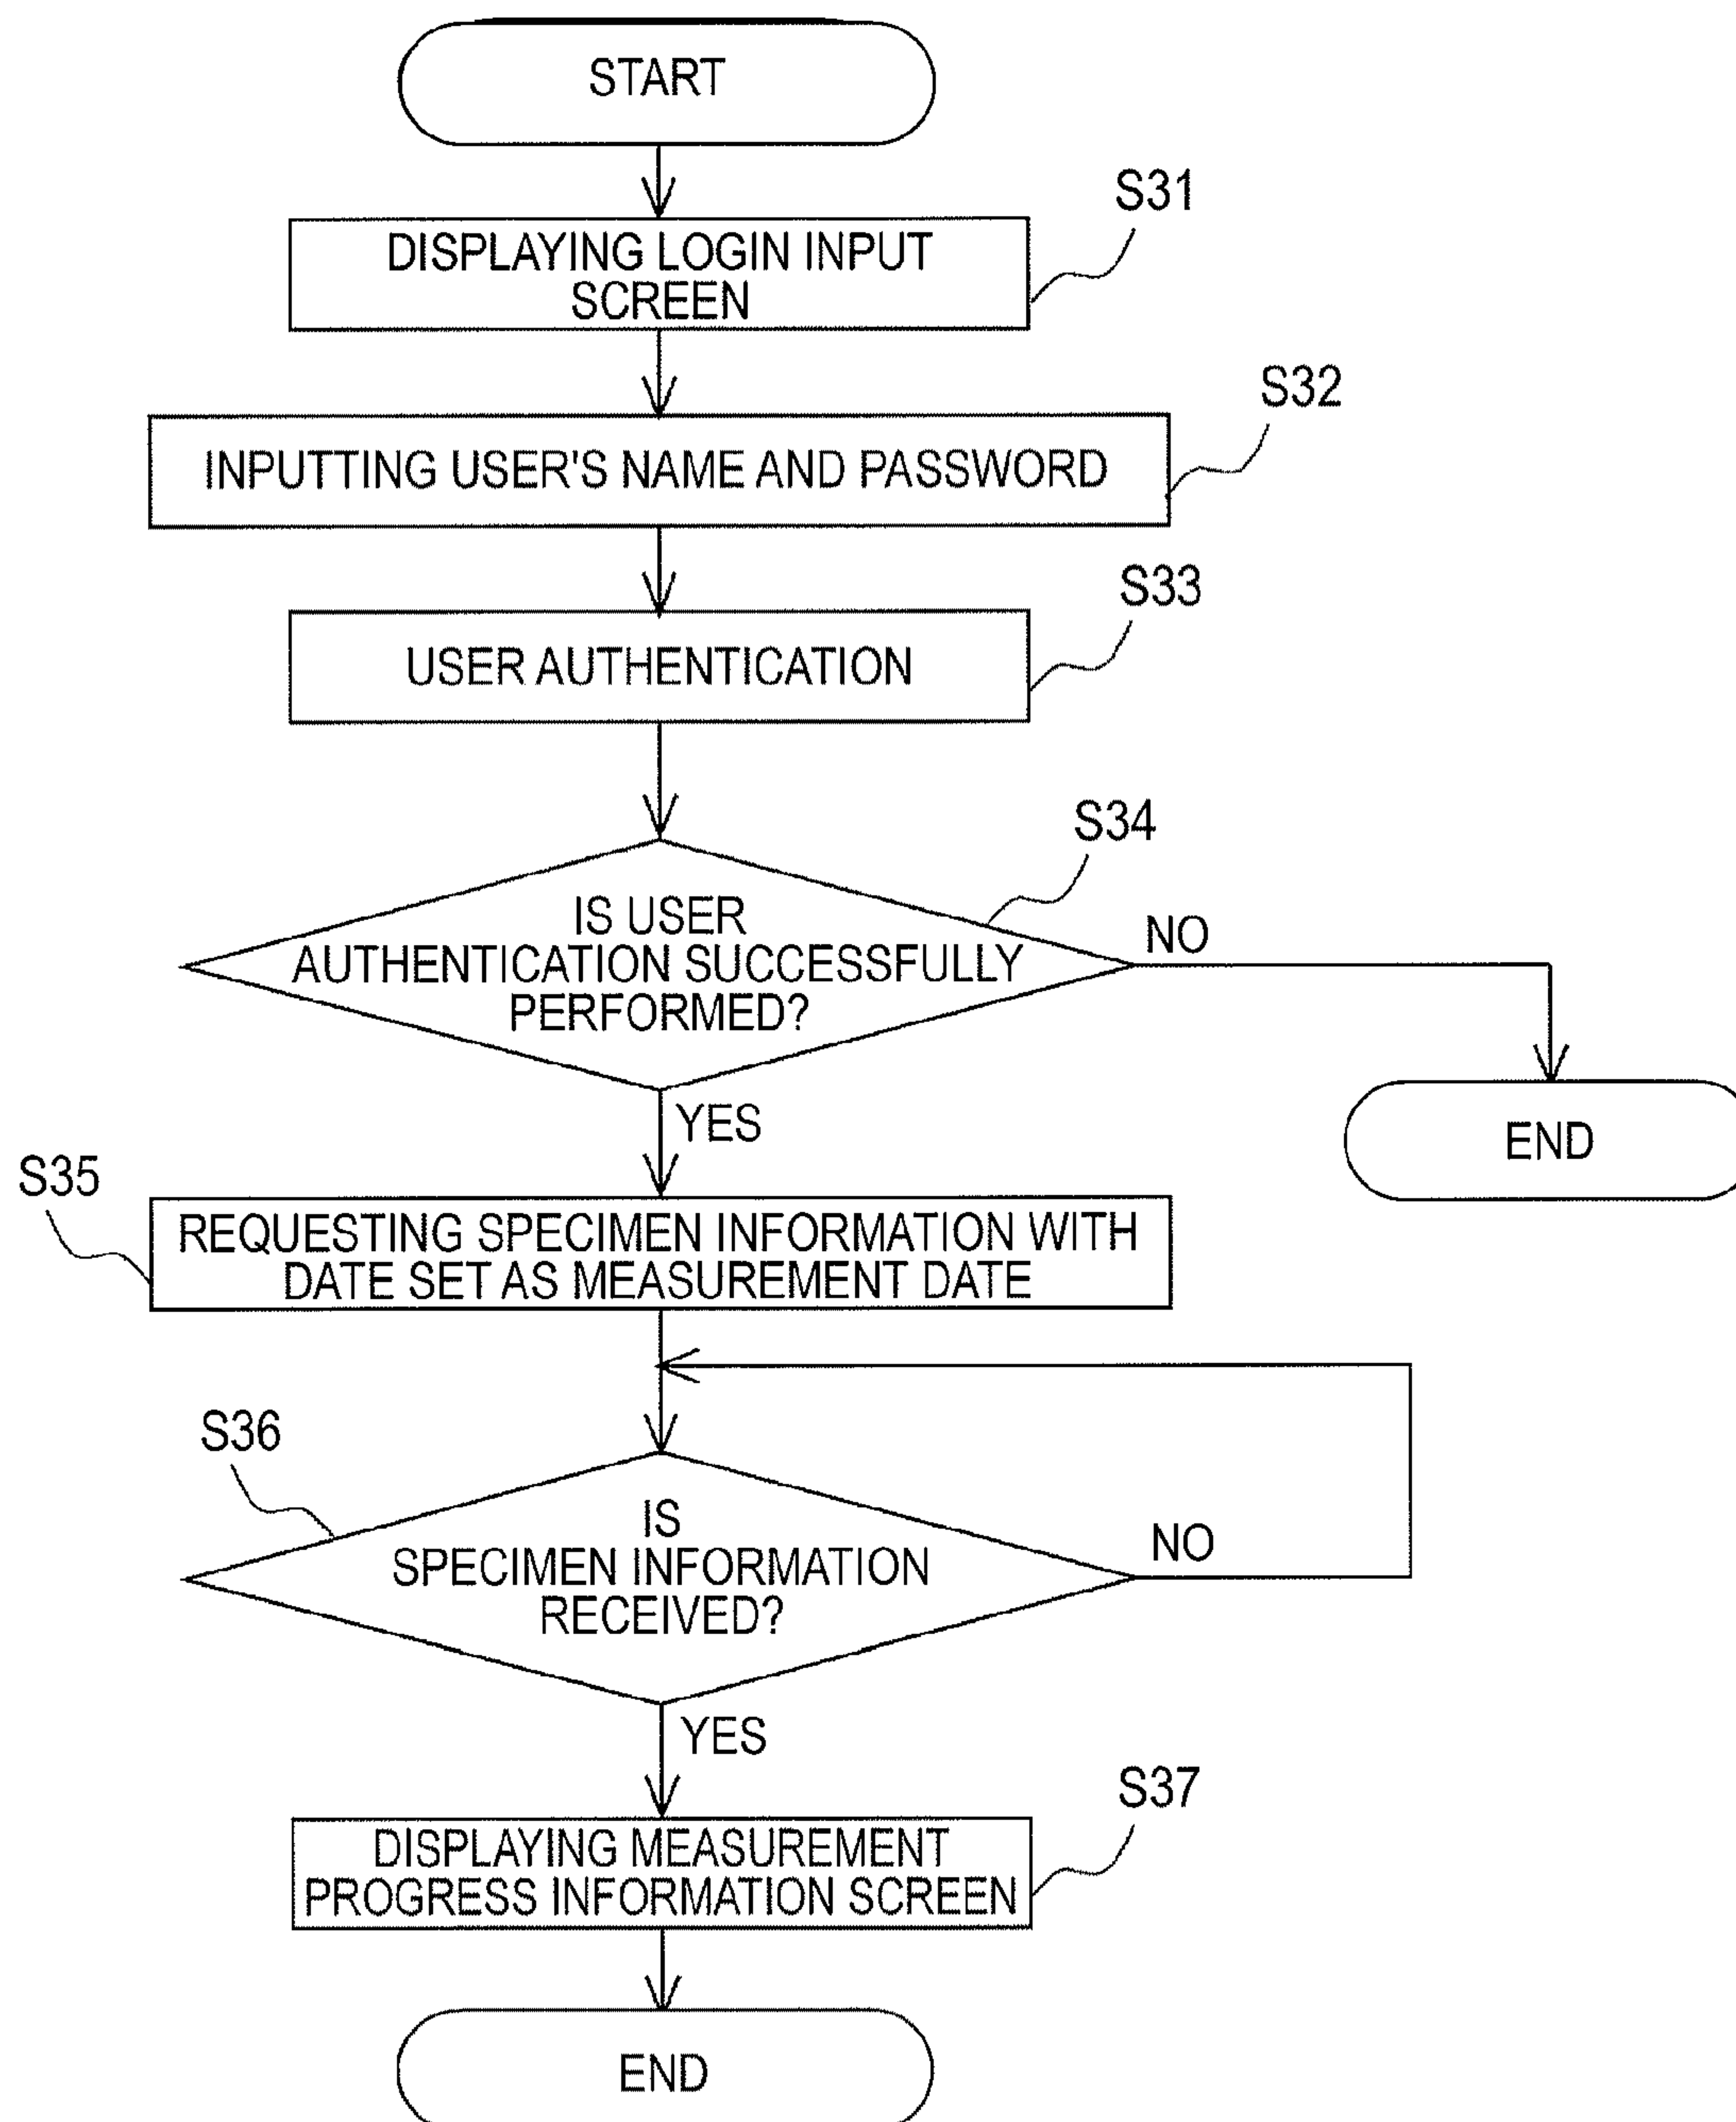 START
S31
DISPLAYING LOGIN INPUT
SCREEN
S32
INPUTTING USER'S NAME AND PASSWORD
S33
USER AUTHENTICATION
S34
IS USER
AUTHENTICATION SUCCESSFULLY
PERFORMED?
NO
END
YES
S35
REQUESTING SPECIMEN INFORMATION WITH
DATE SET AS MEASUREMENT DATE
S36
IS
SPECIMEN INFORMATION
RECEIVED?
NO
YES
S37
DISPLAYING MEASUREMENT
PROGRESS INFORMATION SCREEN
END